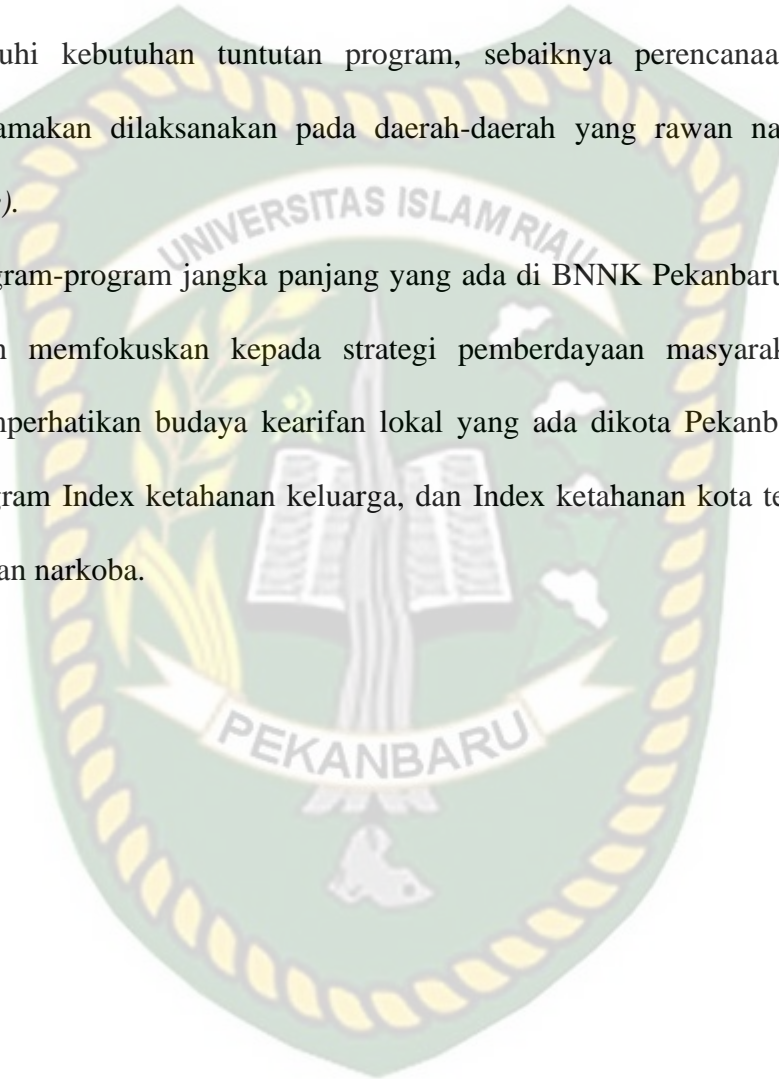 uhi kebutuhan tuntutan program, sebaiknya perencanaa
amakan dilaksanakan pada daerah-daerah yang rawan na
).
UNIVERSITAS ISLAM RIAU
gram-program jangka panjang yang ada di BNNK Pekanbaru
n memfokuskan kepada strategi pemberdayaan masyarak
nperhatikan budaya kearifan lokal yang ada dikota Pekanb
gram Index ketahanan keluarga, dan Index ketahanan kota te
an narkoba.
PEKANBARU